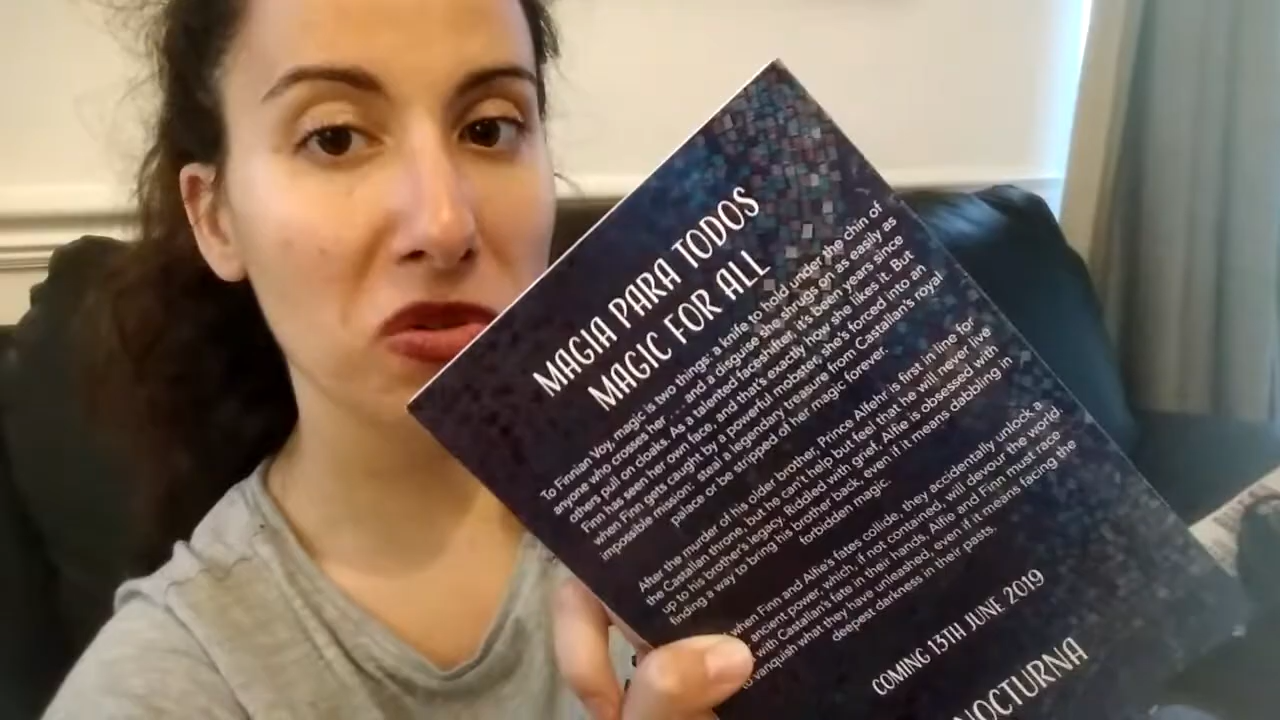 MAGIA PARA TODOS
MAGIC FOR ALL
To Finnian Voy, magic is two things: a knife to hold under the chin of
anyone who crosses her . . . and a disguise she shrugs on as easily as
others pull on cloaks. As a talented faceshifter, it's been years since
Finn has seen her own face, and that's exactly how she likes it. But
when Finn gets caught by a powerful mobster, she's forced into an
impossible mission: steal a legendary treasure from Castallan's royal
palace or be stripped of her magic forever.
After the murder of his older brother, Prince Alfehr is first in line for
the Castallan throne, but he can't help but feel that he will never live
up to his brother's legacy. Riddled with grief, Alfie is obsessed with
finding a way to bring his brother back, even if it means dabbling in
forbidden magic.
when Finn and Alfie's fates collide, they accidentally unlock a
ancient power, which, if not contained, will devour the world.
with Castallan's fate in their hands, Alfie and Finn must race
to vanquish what they have unleashed, even if it means facing the
deepest darkness in their pasts.
COMING 13TH JUNE 2019
NOCTURNA